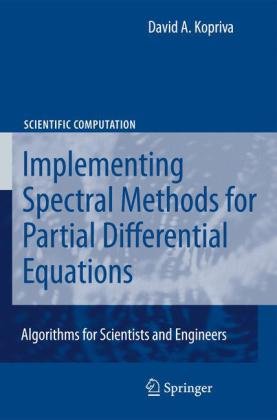 David A. Kopriva
SCIENTIFIC COMPUTATION
Implementing
Spectral Methods for
Partial Differential
Equations
Algorithms for Scientists and Engineers
Springer